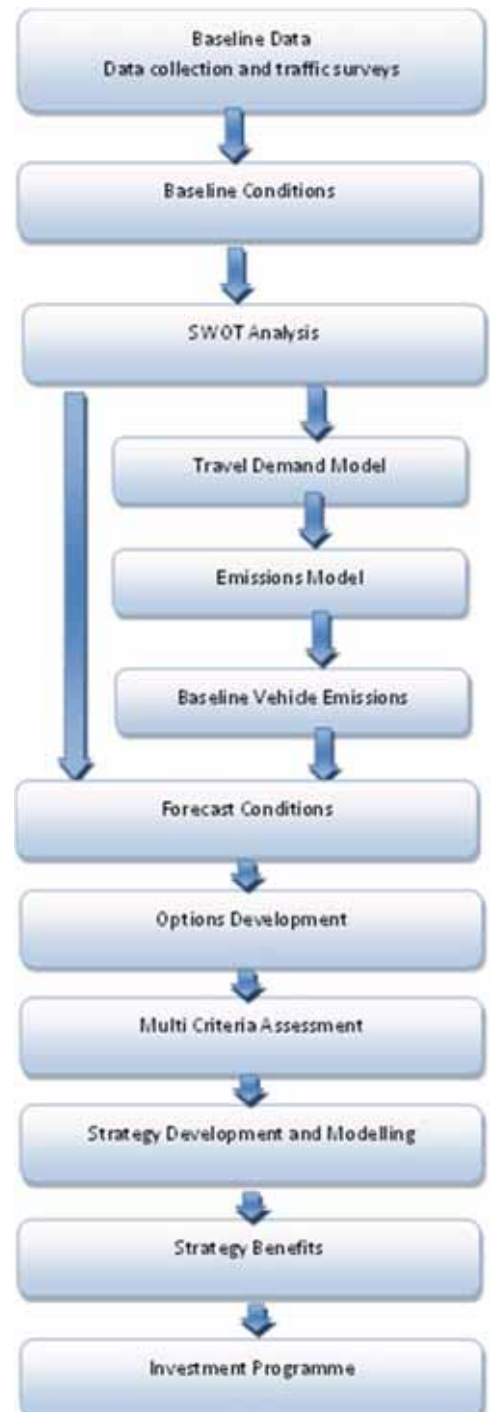 Baseline Data
Data collection and traffic surveys
Baseline Conditions
SWOT Analysis
Travel Demand Model
Emissions Model
Baseline Vehicle Emissions
Forecast Conditions
Options Development
Multi Criteria Assessment
Strategy Development and Modelling
Strategy Benefits
Investment Programme